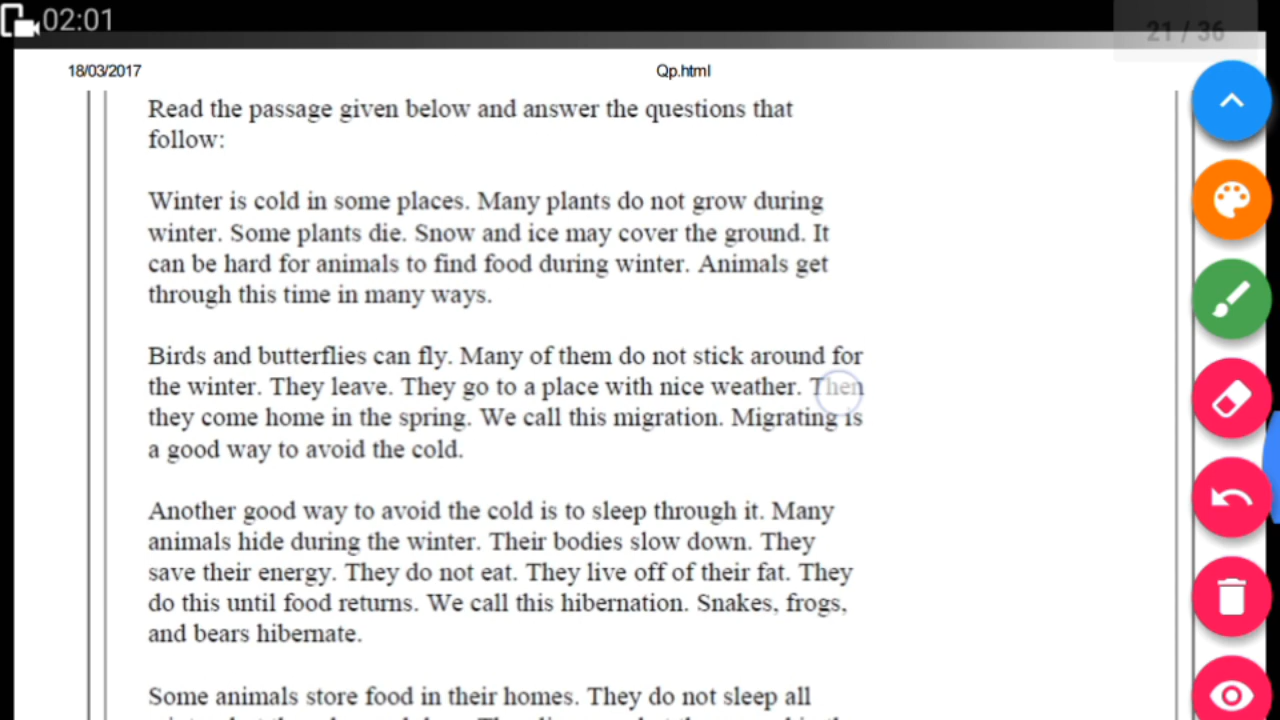 02:01
21 / 36
18/03/2017 Qp.html
Read the passage given below and answer the questions that
follow:
Winter is cold in some places. Many plants do not grow during
winter. Some plants die. Snow and ice may cover the ground. It
can be hard for animals to find food during winter. Animals get
through this time in many ways.
Birds and butterflies can fly. Many of them do not stick around for
the winter. They leave. They go to a place with nice weather. Then
they come home in the spring. We call this migration. Migrating is
a good way to avoid the cold.
Another good way to avoid the cold is to sleep through it. Many
animals hide during the winter. Their bodies slow down. They
save their energy. They do not eat. They live off of their fat. They
do this until food returns. We call this hibernation. Snakes, frogs,
and bears hibernate.
Some animals store food in their homes. They do not sleep all